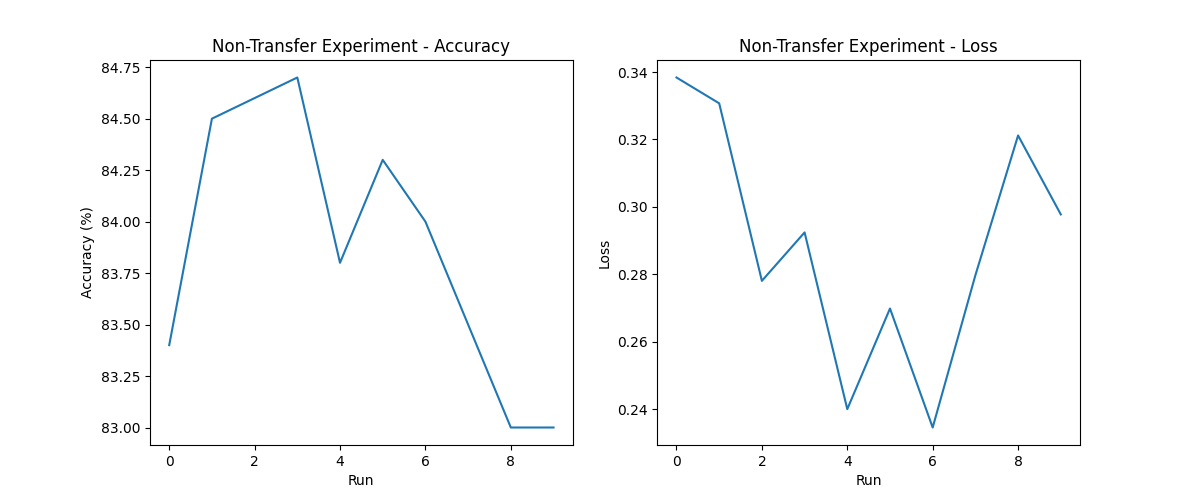 Non-Transfer Experiment - Accuracy
84.75
84.50
84.25
84.00
83.75
83.50
83.25
83.00
Accuracy (%)
0 2 4 6 8
Run
Non-Transfer Experiment - Loss
0.34
0.32
0.30
0.28
0.26
0.24
Loss
0 2 4 6 8
Run